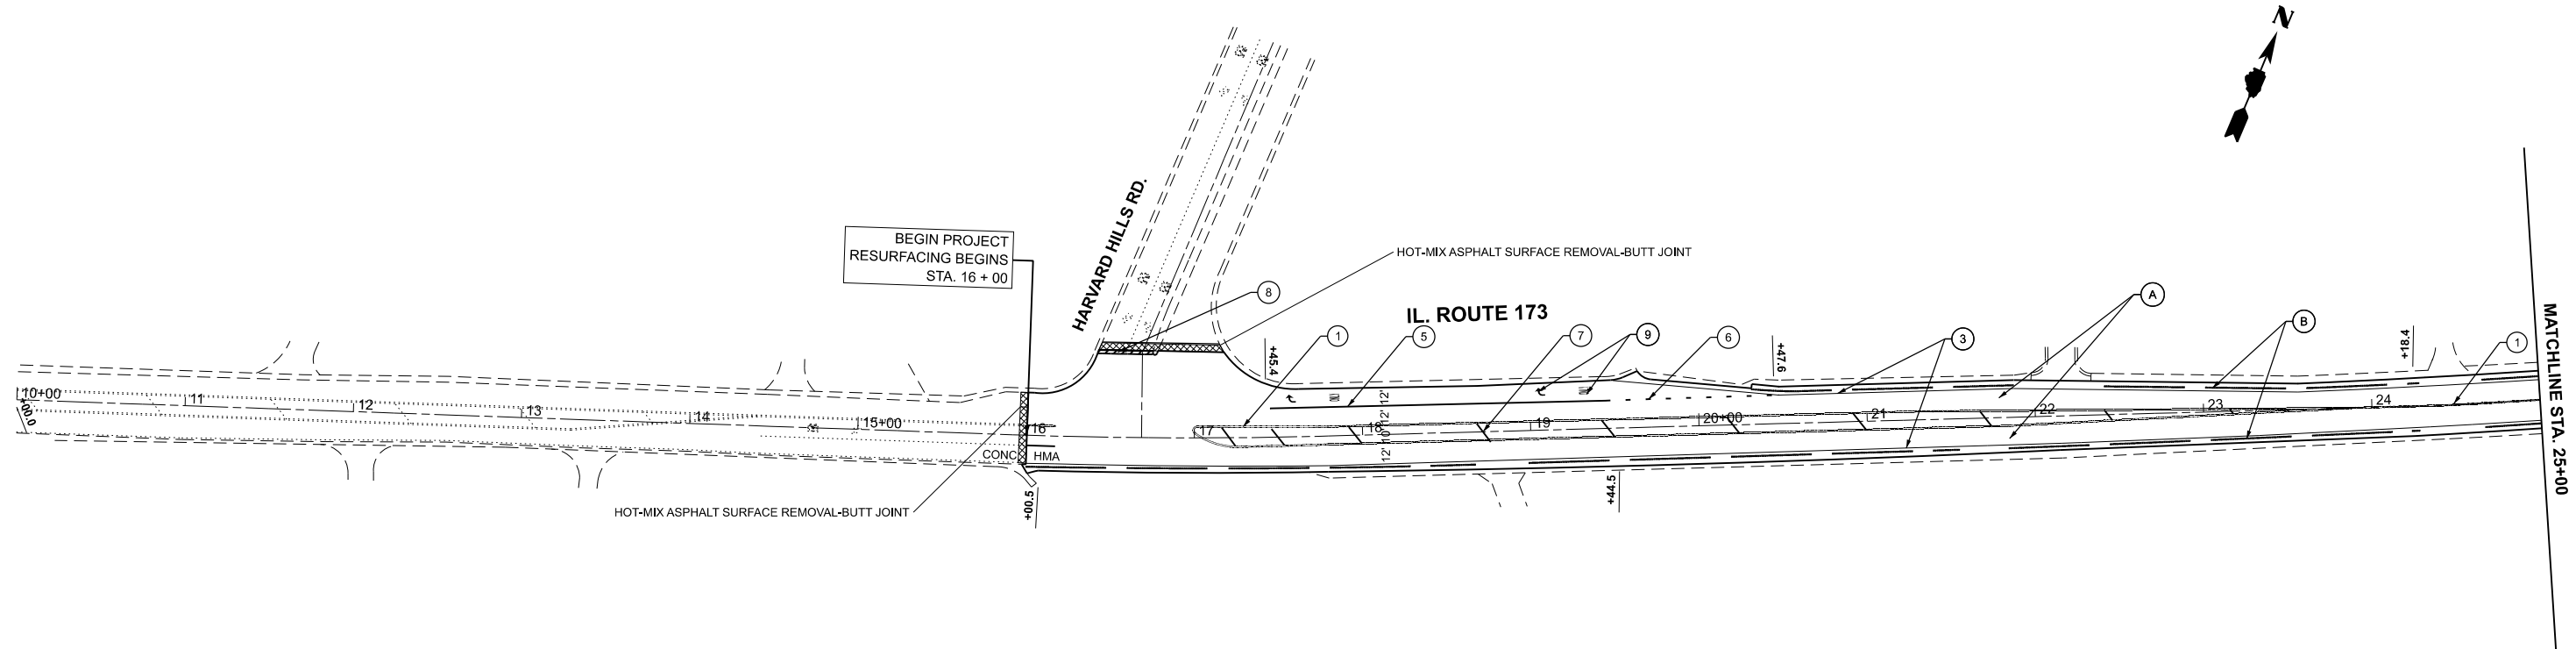 N
HARVARD HILLS RD.
BEGIN PROJECT
RESURFACING BEGINS
STA. 16 + 00
HOT-MIX ASPHALT SURFACE REMOVAL-BUTT JOINT
IL. ROUTE 173
8
1
5
7
9
6
3
A
B
1
+45.4
+47.6
+18.4
MATCHLINE STA. 25+00
10+00
11
12
13
14
15+00
16
17
18
19
20+00
21
22
23
24
+00.0
12' 10' 12' 12'
CONC
HMA
+00.5
+44.5
HOT-MIX ASPHALT SURFACE REMOVAL-BUTT JOINT